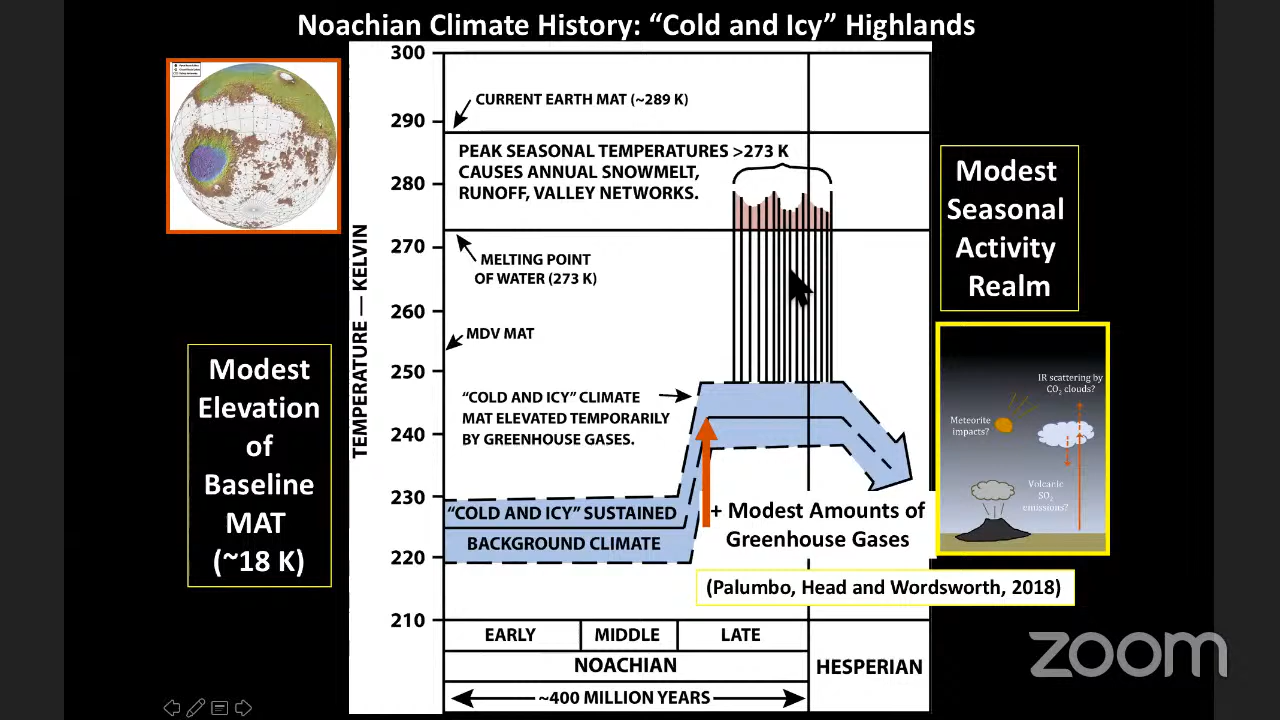 Noachian Climate History: “Cold and Icy” Highlands
300
290
280
270
260
250
240
230
220
210
TEMPERATURE — KELVIN
CURRENT EARTH MAT (~289 K)
PEAK SEASONAL TEMPERATURES >273 K
CAUSES ANNUAL SNOWMELT,
RUNOFF, VALLEY NETWORKS.
MELTING POINT
OF WATER (273 K)
MDV MAT
“COLD AND ICY” CLIMATE
MAT ELEVATED TEMPORARILY
BY GREENHOUSE GASES.
“COLD AND ICY” SUSTAINED
BACKGROUND CLIMATE
+ Modest Amounts of
Greenhouse Gases
(Palumbo, Head and Wordsworth, 2018)
EARLY
MIDDLE
LATE
NOACHIAN
HESPERIAN
~400 MILLION YEARS
Modest
Elevation
of
Baseline
MAT
(~18 K)
Modest
Seasonal
Activity
Realm
IR scattering by
CO2 clouds?
Meteorite
impacts?
Volcanic
SO2
emissions?
zoom